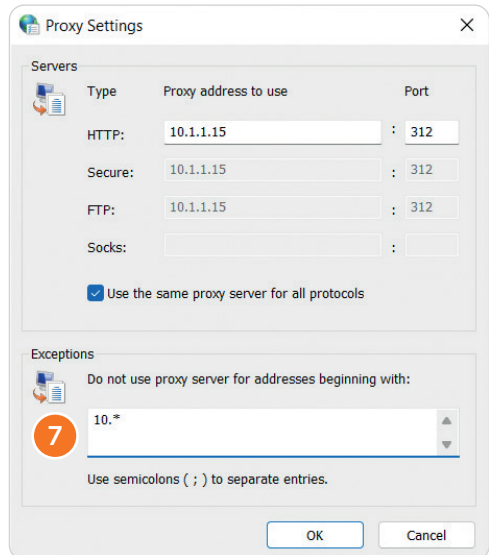 Proxy Settings
Servers
Type Proxy address to use Port
HTTP: 10.1.1.15 : 312
Secure: 10.1.1.15 : 312
FTP: 10.1.1.15 : 312
Socks: :
Use the same proxy server for all protocols
Exceptions
Do not use proxy server for addresses beginning with:
7 10.*
Use semicolons ( ; ) to separate entries.
OK Cancel